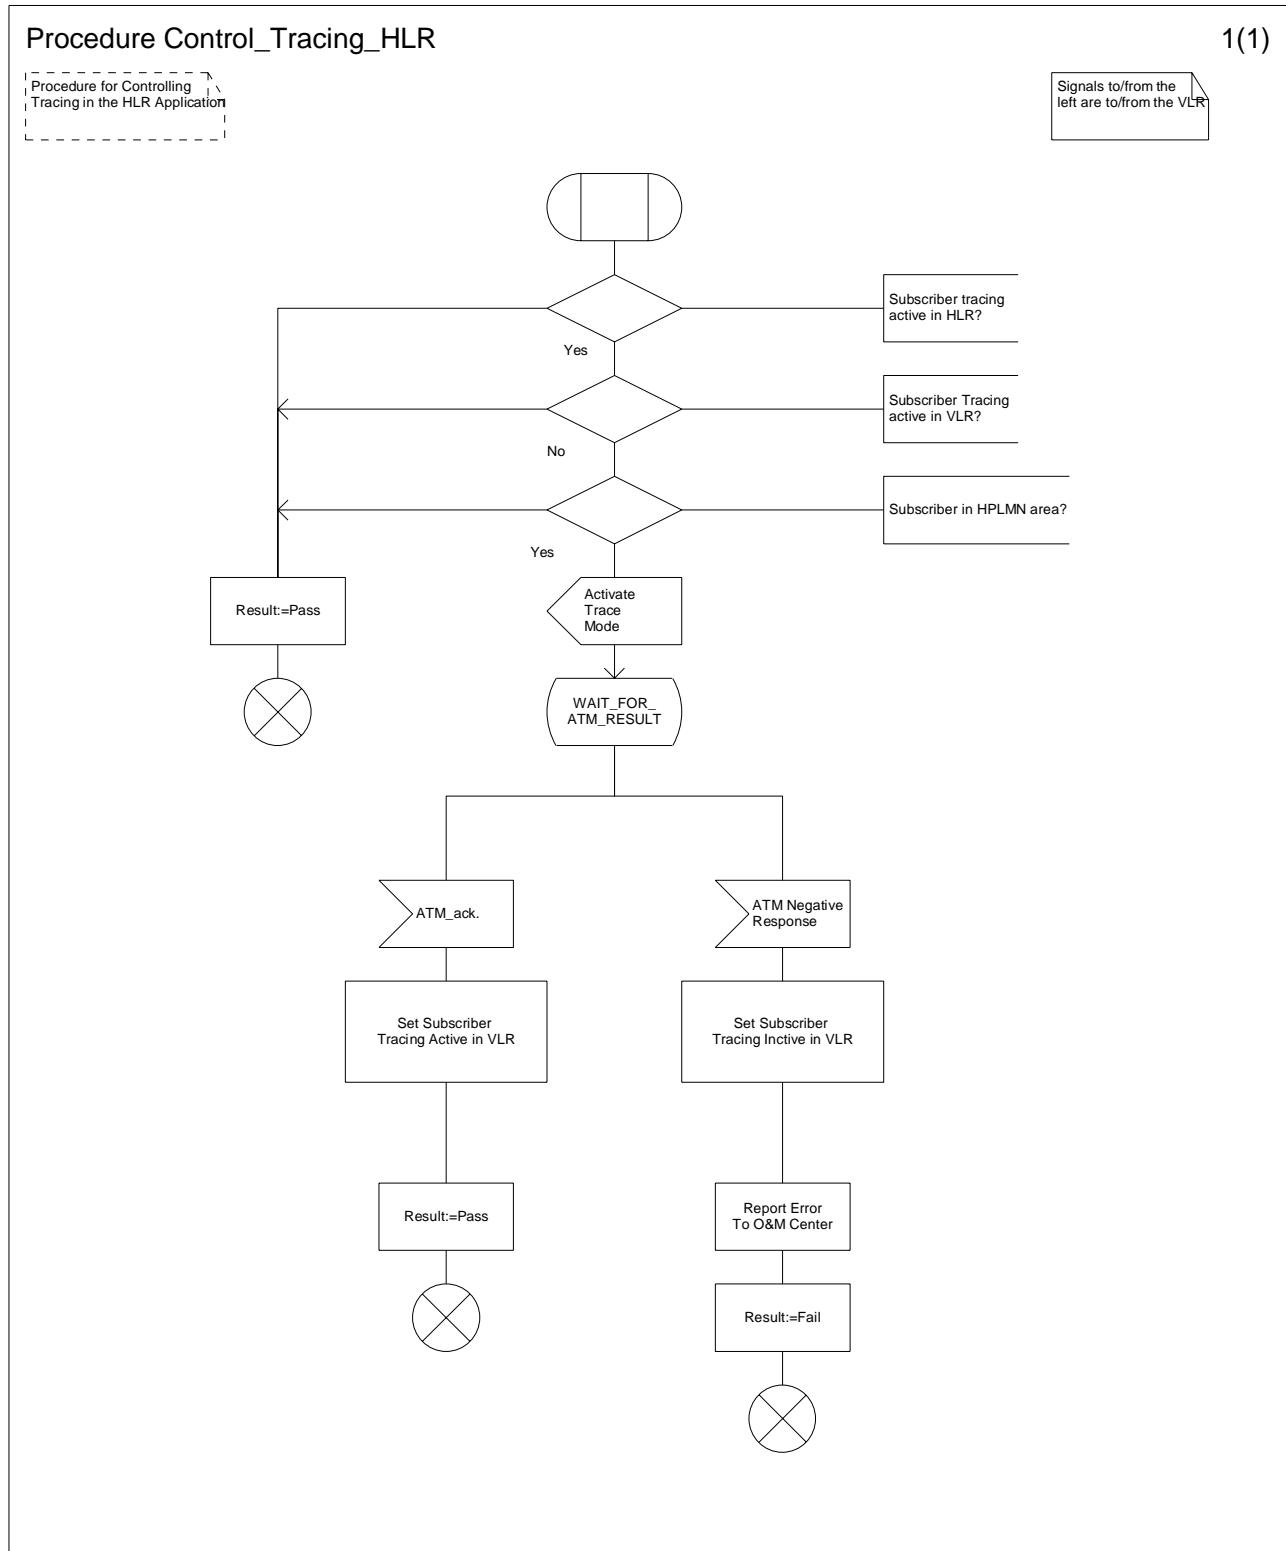 Procedure Control_Tracing_HLR
1(1)
Procedure for Controlling
Tracing in the HLR Application
Signals to/from the
left are to/from the VLR
Subscriber tracing
active in HLR?
Yes
Subscriber Tracing
active in VLR?
No
Subscriber in HPLMN area?
Yes
Result:=Pass
Activate
Trace
Mode
WAIT_FOR_
ATM_RESULT
ATM_ack.
ATM Negative
Response
Set Subscriber
Tracing Active in VLR
Set Subscriber
Tracing Inctive in VLR
Result:=Pass
Report Error
To O&M Center
Result:=Fail